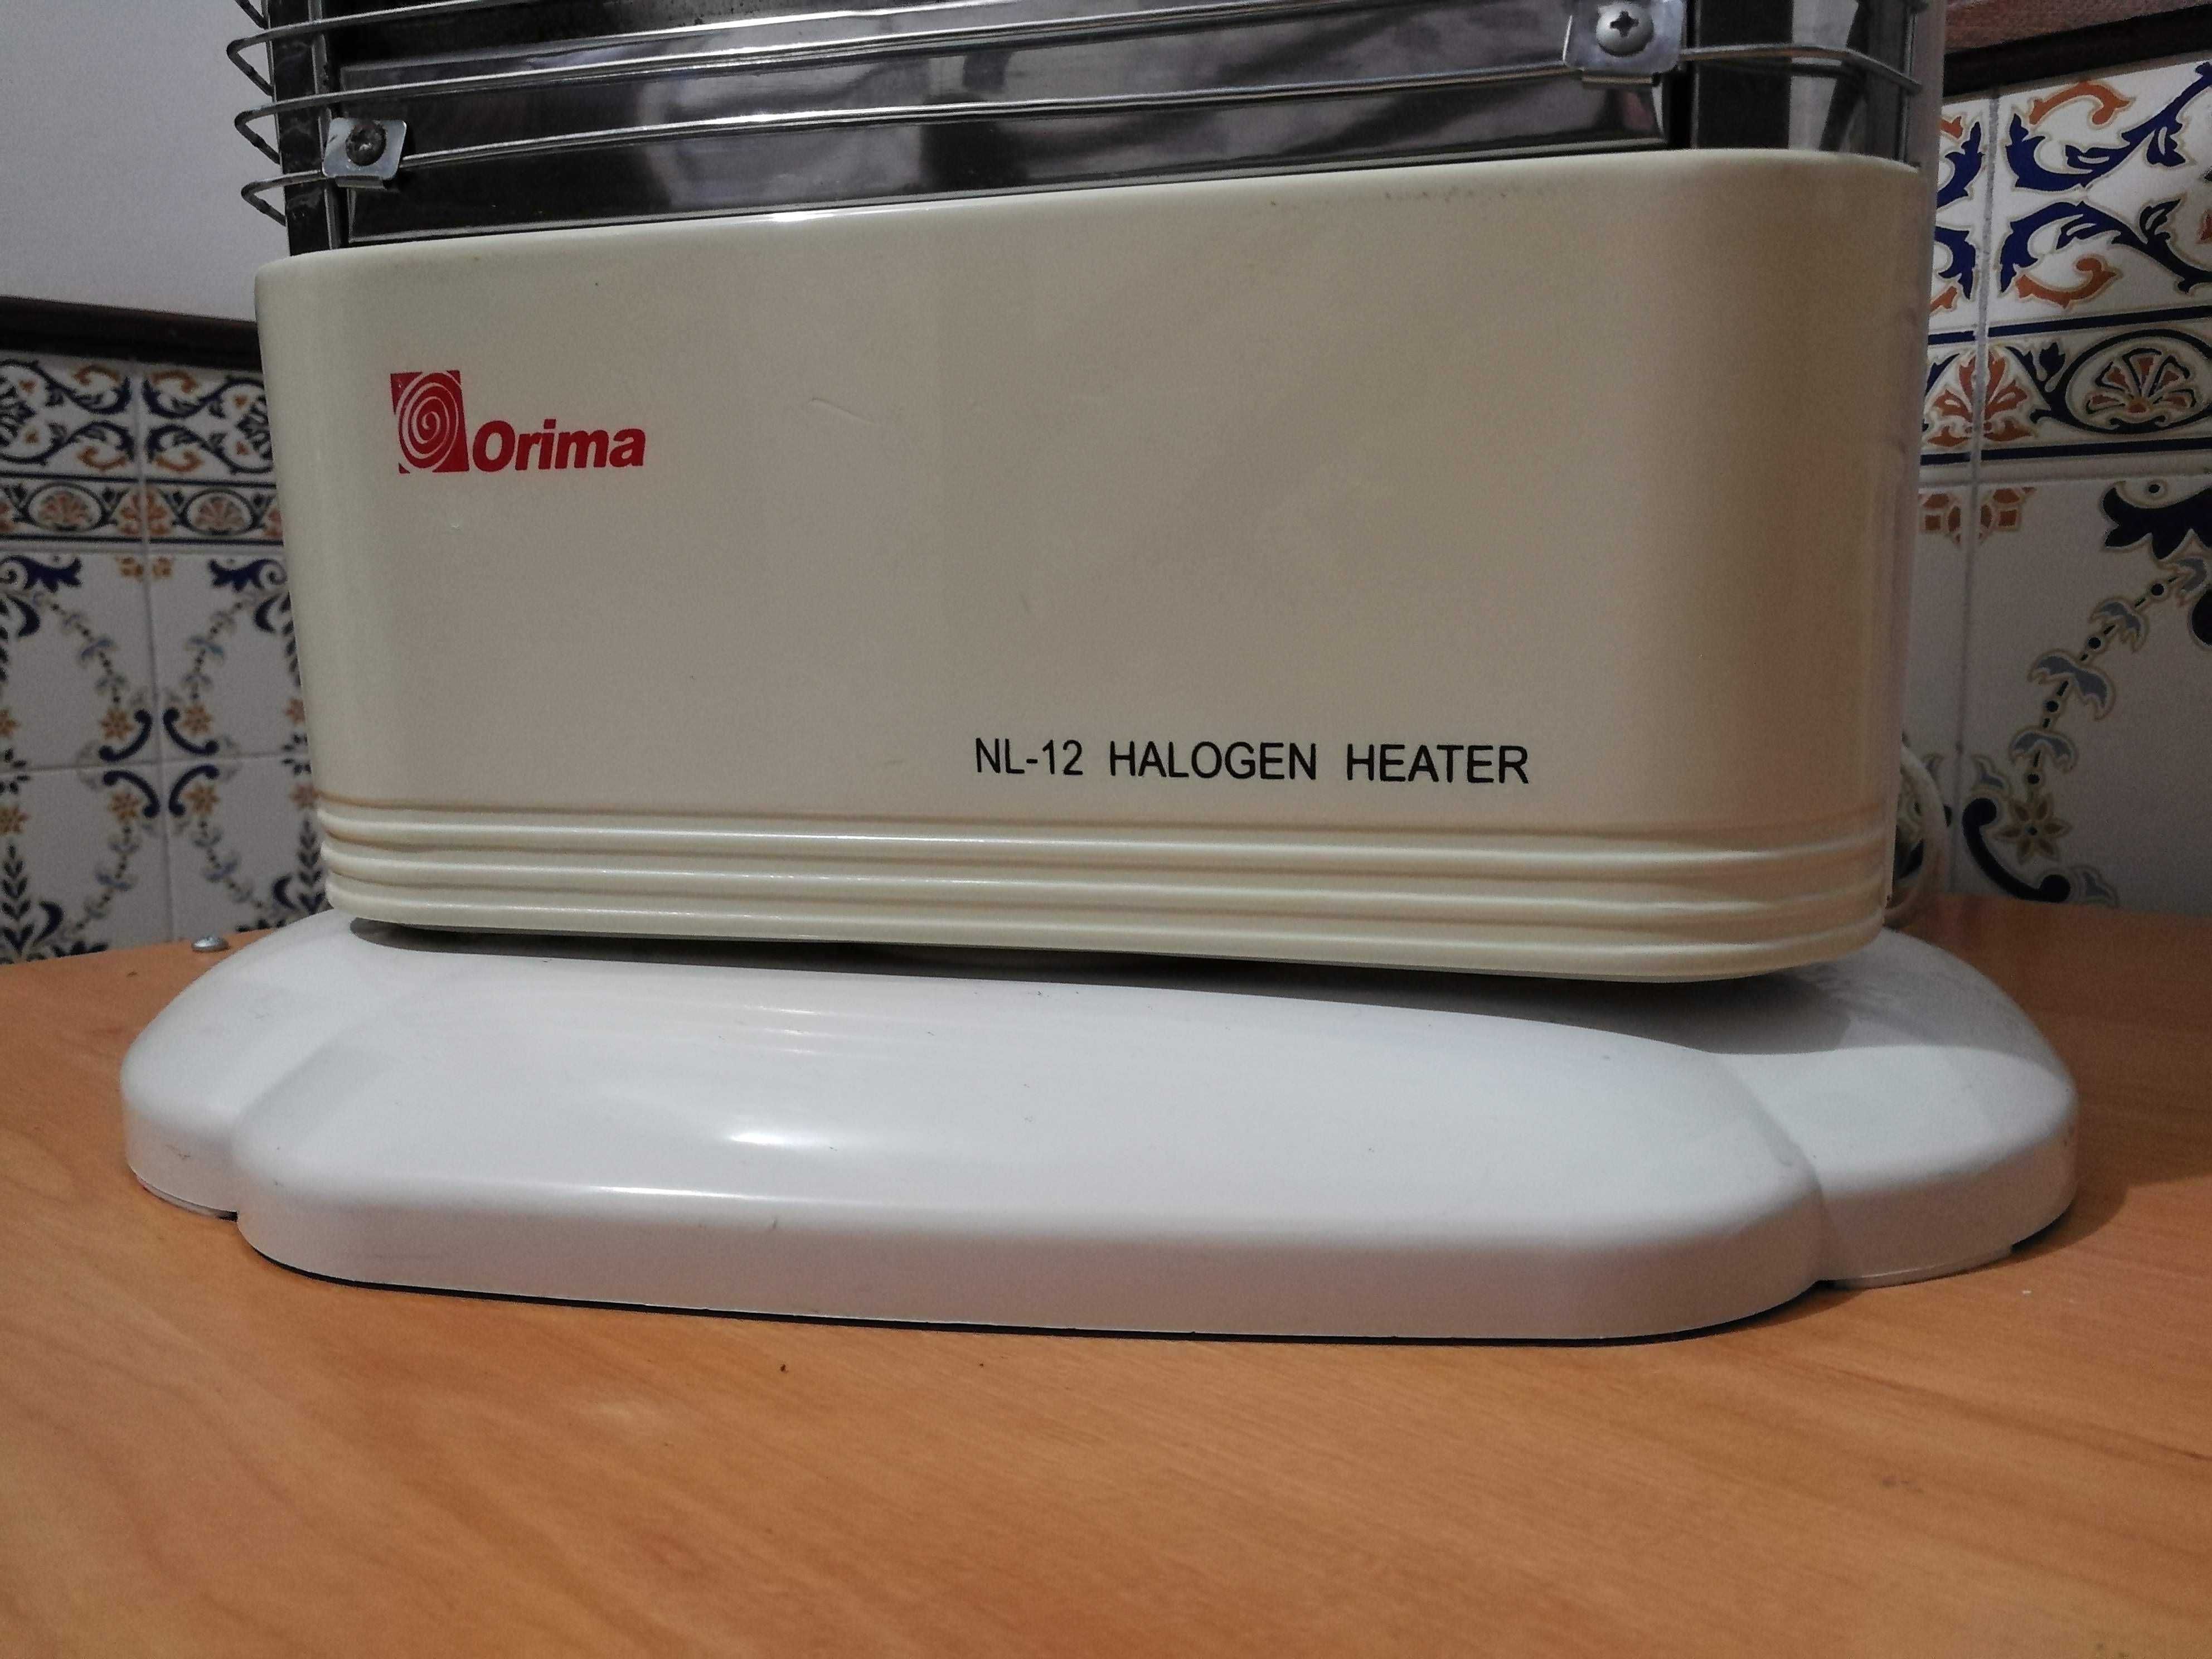 Orima
NL-12 HALOGEN HEATER